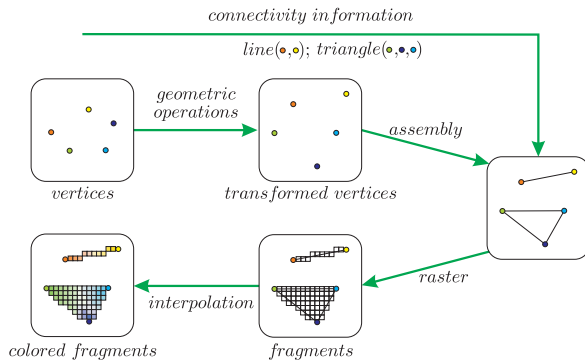 connectivity information
line(,); triangle(,,)
geometric
operations
assembly
vertices
transformed vertices
raster
interpolation
colored fragments
fragments